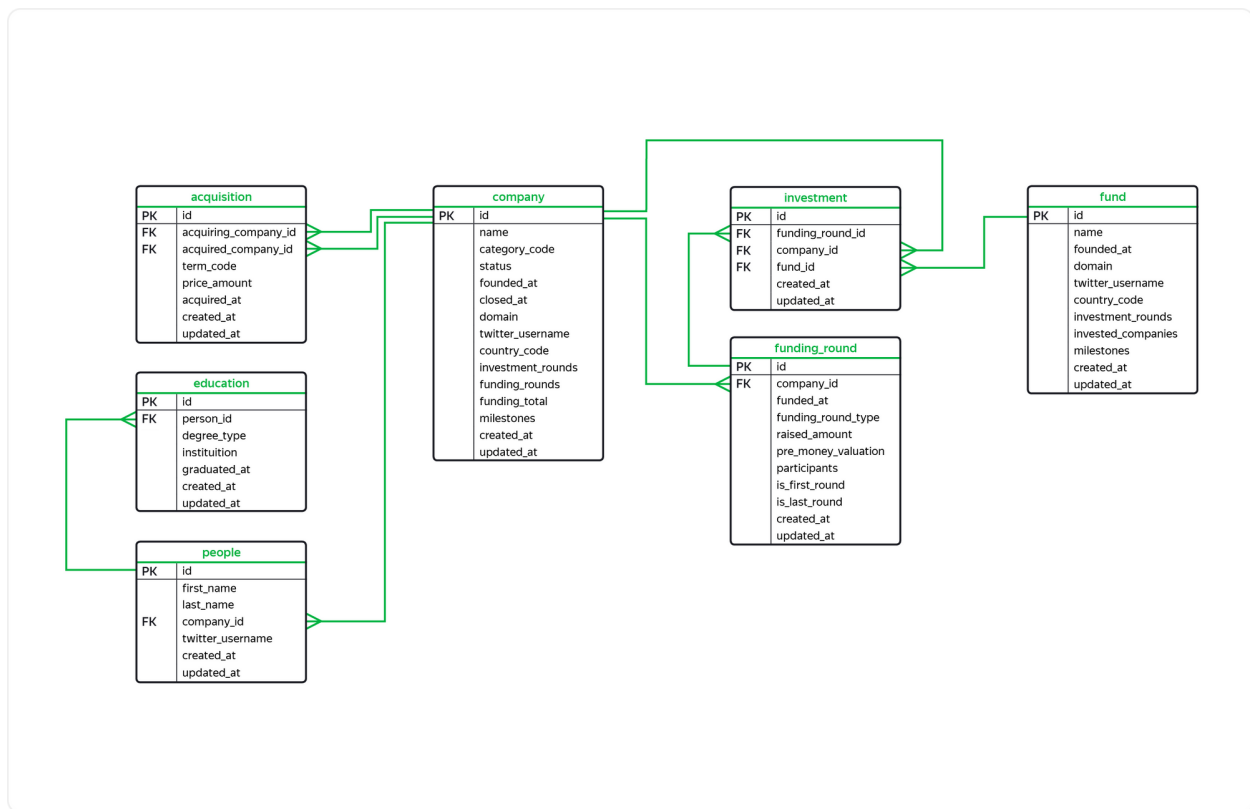 acquisition
PK id
FK acquiring_company_id
FK acquired_company_id
term_code
price_amount
acquired_at
created_at
updated_at
education
PK id
FK person_id
degree_type
instituition
graduated_at
created_at
updated_at
people
PK id
first_name
last_name
FK company_id
twitter_username
created_at
updated_at
company
PK id
name
category_code
status
founded_at
closed_at
domain
twitter_username
country_code
investment_rounds
funding_rounds
funding_total
milestones
created_at
updated_at
investment
PK id
FK funding_round_id
FK company_id
FK fund_id
created_at
updated_at
funding_round
PK id
FK company_id
funded_at
funding_round_type
raised_amount
pre_money_valuation
participants
is_first_round
is_last_round
created_at
updated_at
fund
PK id
name
founded_at
domain
twitter_username
country_code
investment_rounds
invested_companies
milestones
created_at
updated_at